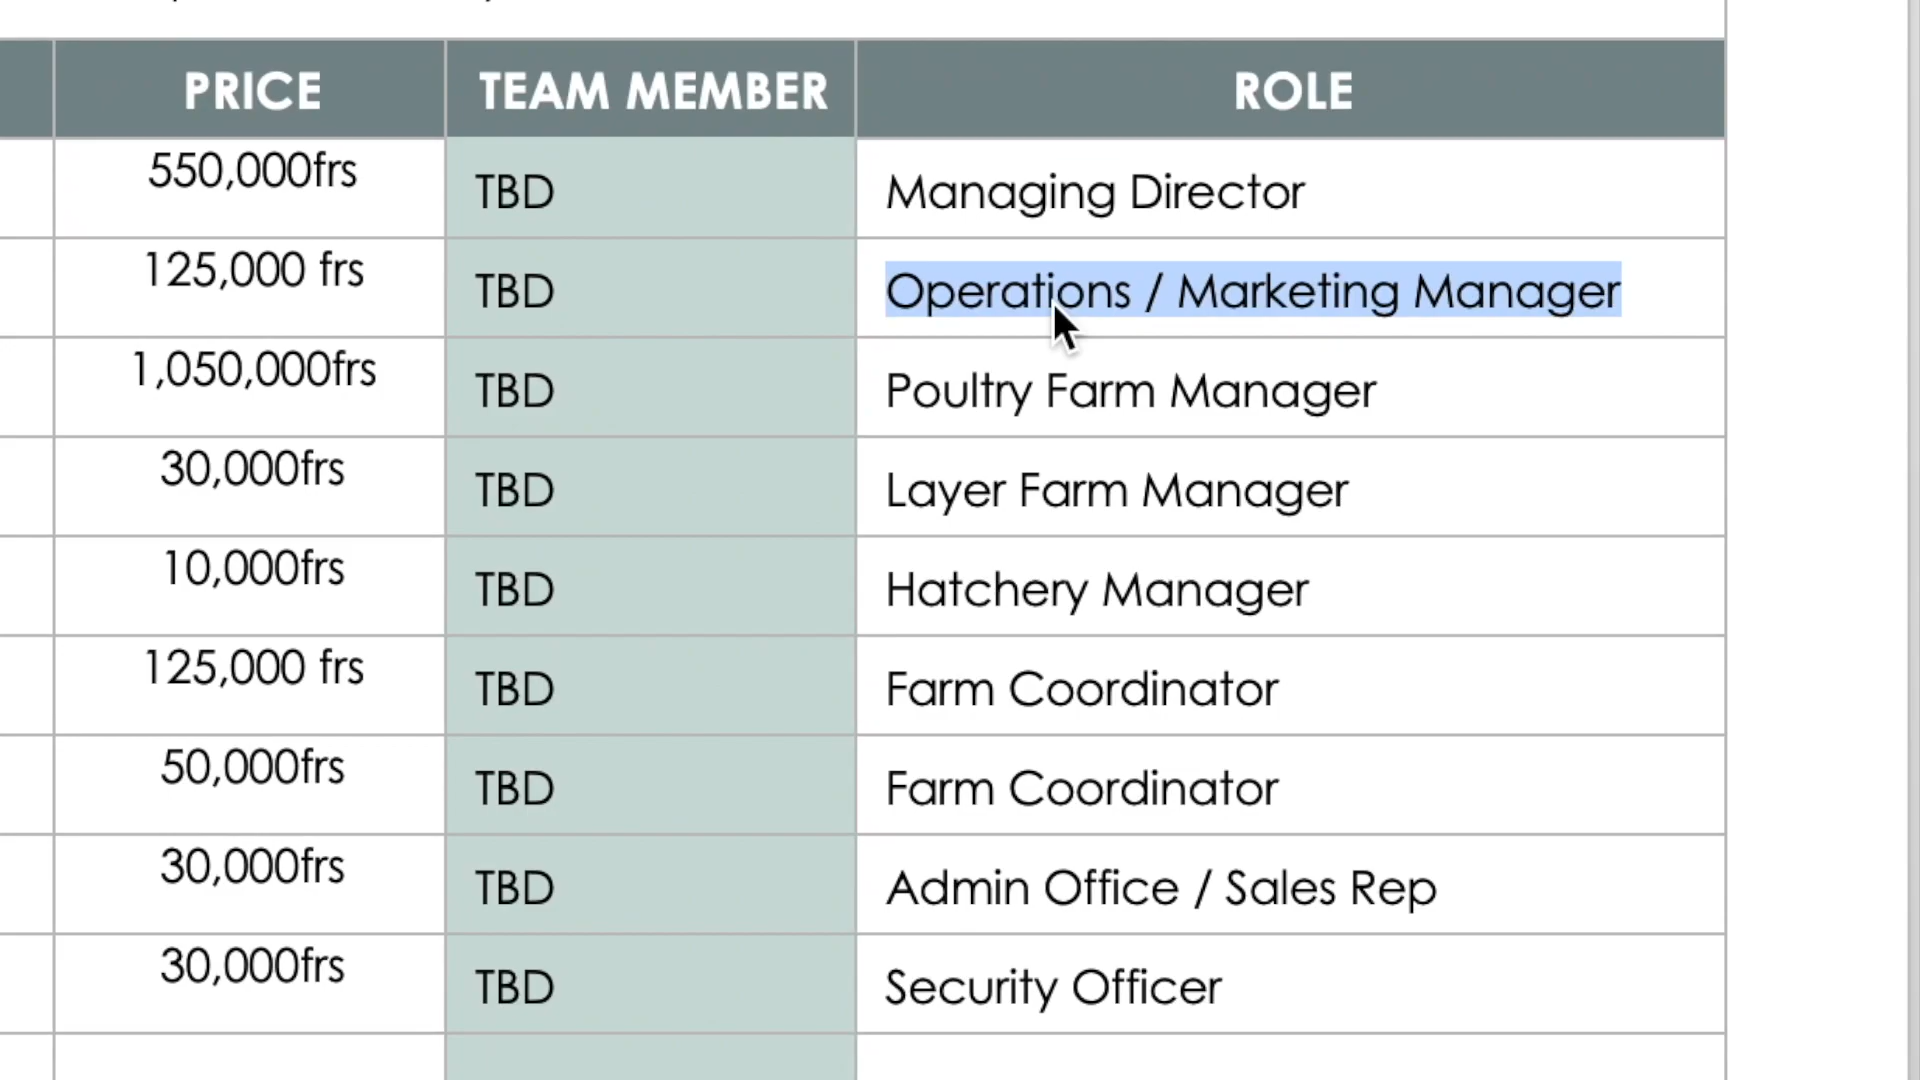 PRICE TEAM MEMBER ROLE
550,000frs TBD Managing Director
125,000 frs TBD Operations / Marketing Manager
1,050,000frs TBD Poultry Farm Manager
30,000frs TBD Layer Farm Manager
10,000frs TBD Hatchery Manager
125,000 frs TBD Farm Coordinator
50,000frs TBD Farm Coordinator
30,000frs TBD Admin Office / Sales Rep
30,000frs TBD Security Officer